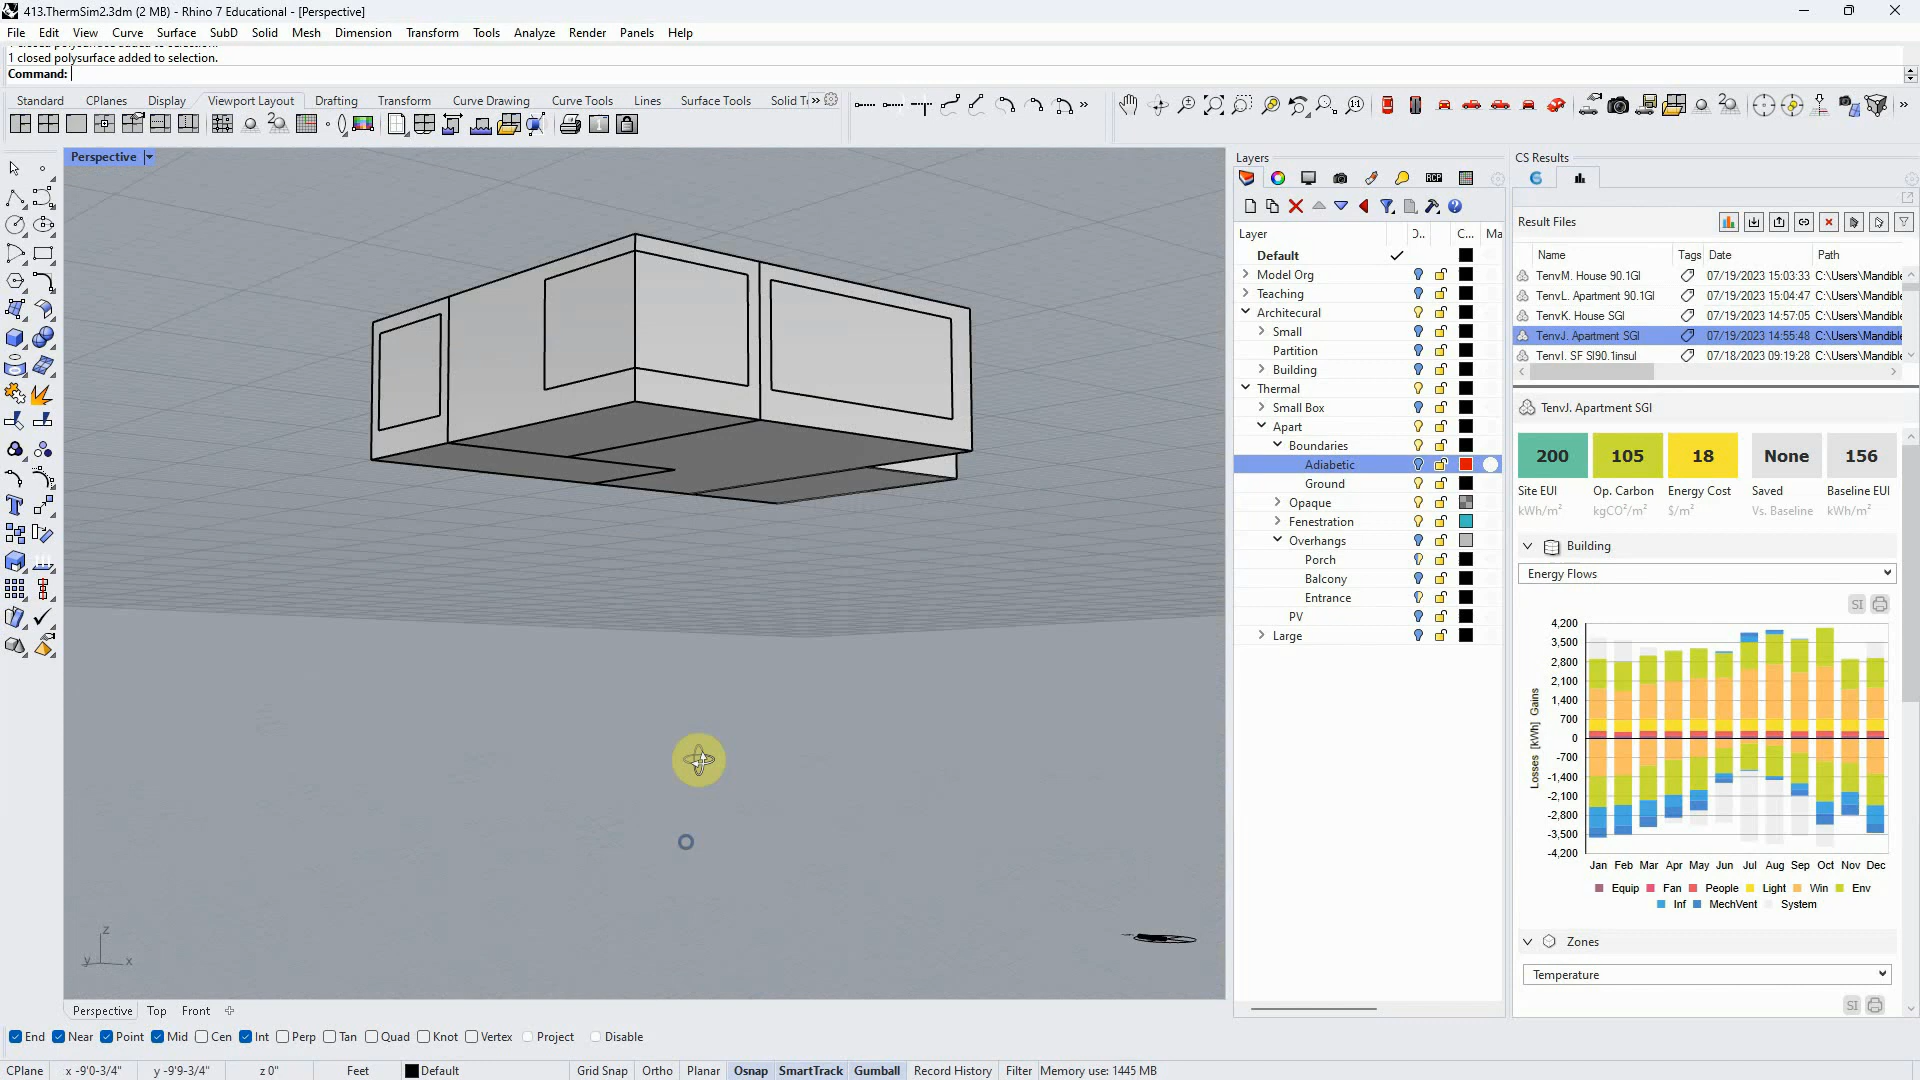 413.ThermSim2.3dm (2 MB) - Rhino 7 Educational - [Perspective]
File Edit View Curve Surface SubD Solid Mesh Dimension Transform Tools Analyze Render Panels Help
1 closed polysurface added to selection.
1 closed polysurface added to selection.
Command:
Standard CPlanes Display Viewport Layout Drafting Transform Curve Drawing Curve Tools Lines Surface Tools Solid T
Perspective
Layers
RCP
Layer C... Ma
Default
Model Org
Teaching
Architecural
Small
Partition
Building
Thermal
Small Box
Apart
Boundaries
Adiabetic
Ground
Opaque
Fenestration
Overhangs
Porch
Balcony
Entrance
PV
Large
CS Results
Result Files
Name Tags Date Path
TenvM. House 90.1GI 07/19/2023 15:03:33 C:\Users\Mandible
TenvL. Apartment 90.1GI 07/19/2023 15:04:47 C:\Users\Mandible
TenvK. House SGI 07/19/2023 14:57:05 C:\Users\Mandible
TenvJ. Apartment SGI 07/19/2023 14:55:48 C:\Users\Mandible
TenvI. SF SI90.1insul 07/18/2023 09:19:28 C:\Users\Mandible
TenvJ. Apartment SGI
200 105 18 None 156
Site EUI Op. Carbon Energy Cost Saved Baseline EUI
kWh/m² kgCO²/m² $/m² Vs. Baseline kWh/m²
Building
Energy Flows
SI
4,200
3,500
2,800
2,100
1,400
700
0
-700
-1,400
-2,100
-2,800
-3,500
-4,200
Losses [kWh] Gains
Jan Feb Mar Apr May Jun Jul Aug Sep Oct Nov Dec
Equip Fan People Light Win Env
Inf MechVent System
Zones
Temperature
SI
z
y x
Perspective Top Front
End Near Point Mid Cen Int Perp Tan Quad Knot Vertex Project Disable
CPlane x -9'0-3/4" y -9'9-3/4" z 0" Feet Default Grid Snap Ortho Planar Osnap SmartTrack Gumball Record History Filter Memory use: 1445 MB